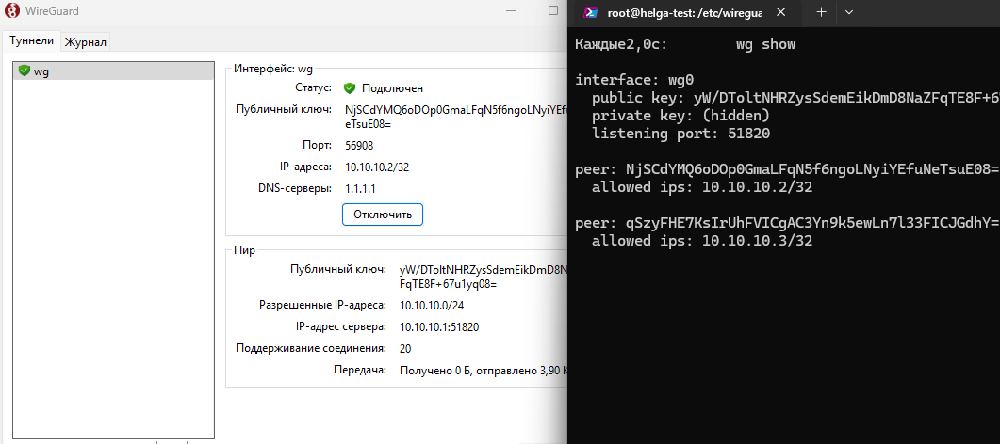 WireGuard
Туннели
Журнал
wg
Интерфейс: wg
Статус: Подключен
Публичный ключ: NjSCdYMQ6oDOp0GmaLFqN5f6ngoLNyiYEfu
eTsuE08=
Порт: 56908
IP-адреса: 10.10.10.2/32
DNS-серверы: 1.1.1.1
Отключить
Пир
Публичный ключ: yW/DToltNHRZysSdemEikDmD8N
FqTE8F+67u1yq08=
Разрешенные IP-адреса: 10.10.10.0/24
IP-адрес сервера: 10.10.10.1:51820
Поддерживание соединения: 20
Передача: Получено 0 Б, отправлено 3,90 К
root@helga-test: /etc/wiregua
Каждые2,0с: wg show
interface: wg0
public key: yW/DToltNHRZysSdemEikDmD8NaZFqTE8F+67
private key: (hidden)
listening port: 51820
peer: NjSCdYMQ6oDOp0GmaLFqN5f6ngoLNyiYEfuNeTsuE08=
allowed ips: 10.10.10.2/32
peer: qSzyFHE7KsIrUhFVICgAC3Yn9k5ewLn7l33FICJGdhY=
allowed ips: 10.10.10.3/32